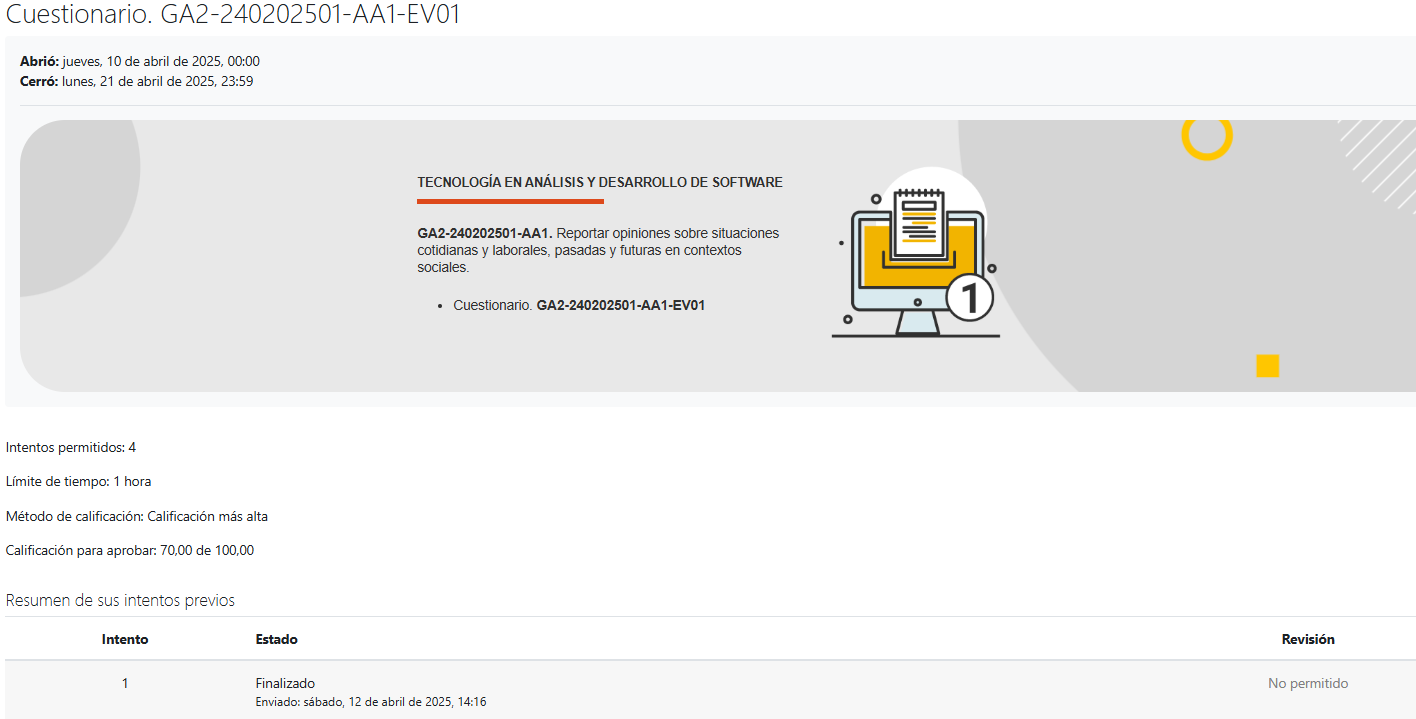 Cuestionario. GA2-240202501-AA1-EV01
Abrió: jueves, 10 de abril de 2025, 00:00
Cerró: lunes, 21 de abril de 2025, 23:59
TECNOLOGÍA EN ANÁLISIS Y DESARROLLO DE SOFTWARE
GA2-240202501-AA1. Reportar opiniones sobre situaciones
cotidianas y laborales, pasadas y futuras en contextos
sociales.
• Cuestionario. GA2-240202501-AA1-EV01
1
Intentos permitidos: 4
Límite de tiempo: 1 hora
Método de calificación: Calificación más alta
Calificación para aprobar: 70,00 de 100,00
Resumen de sus intentos previos
Intento Estado Revisión
1 Finalizado No permitido
Enviado: sábado, 12 de abril de 2025, 14:16